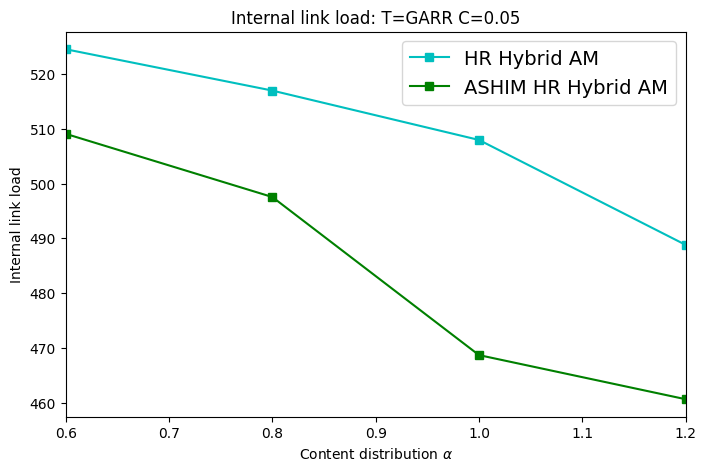 Internal link load: T=GARR C=0.05
HR Hybrid AM
ASHIM HR Hybrid AM
Internal link load
520
510
500
490
480
470
460
0.6
0.7
0.8
0.9
1.0
1.1
1.2
Content distribution α